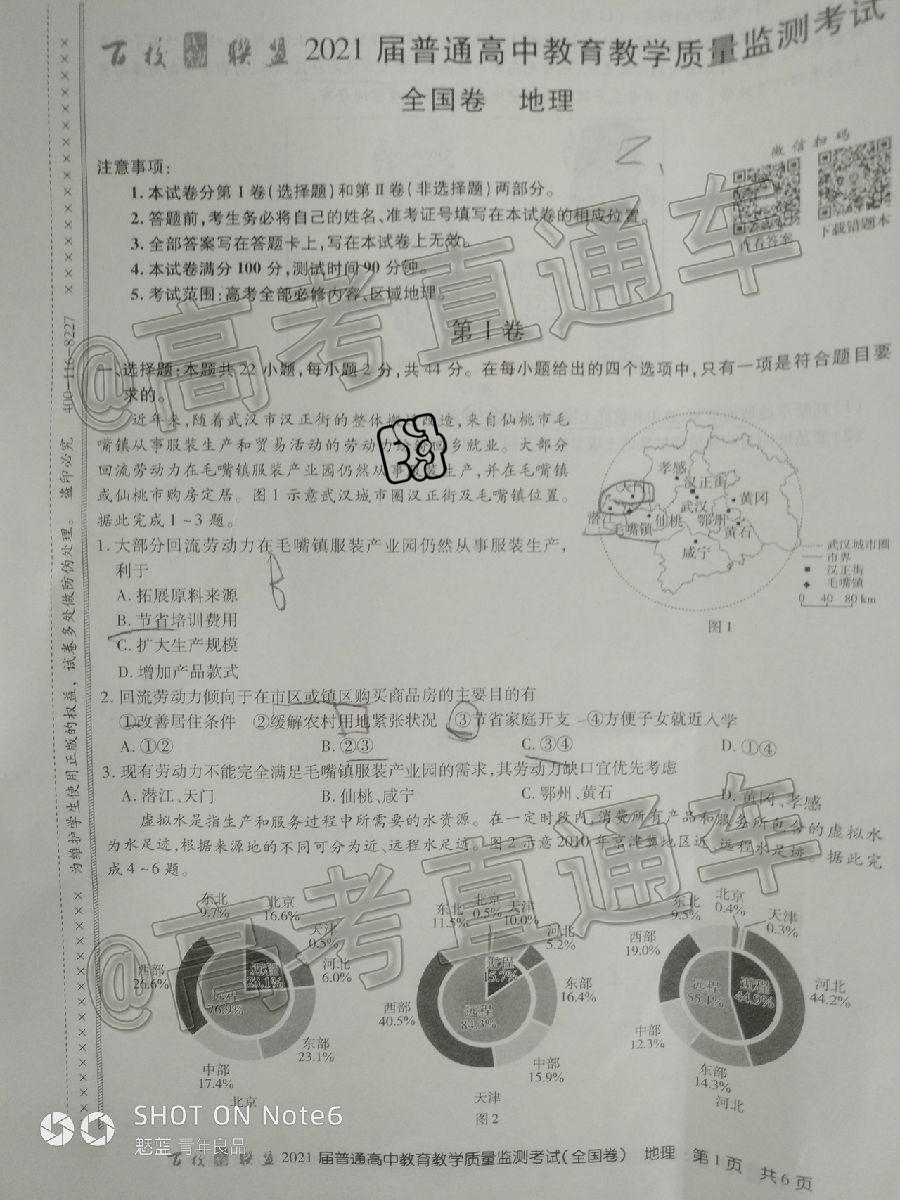 百校联盟 2021届普通高中教育教学质量监测考试
全国卷 地理
微信扫码
下载错题本
注意事项：
1.本试卷分第Ⅰ卷(选择题)和第Ⅱ卷(非选择题)两部分。
2.答题前,考生务必将自己的姓名、准考证号填写在本试卷的相应位置。
3.全部答案写在答题卡上,写在本试卷上无效。
4.本试卷满分100分,测试时间90分钟。
5.考试范围:高考全部必修内容、区域地理。
第Ⅰ卷
一、选择题:本题共22小题,每小题2分,共44分。在每小题给出的四个选项中,只有一项是符合题目要
求的。
近年来,随着武汉市汉正街的整体搬迁改造,来自仙桃市毛
嘴镇从事服装生产和贸易活动的劳动力纷纷回乡就业。大部分
回流劳动力在毛嘴镇服装产业园仍然从事服装生产,并在毛嘴镇
或仙桃市购房定居。图1示意武汉城市圈汉正街及毛嘴镇位置。
据此完成1~3题。
孝感
汉正街
天门
武汉
黄冈
潜江
仙桃
鄂州
毛嘴镇
黄石
咸宁
武汉城市圈
市界
汉正街
毛嘴镇
0 40 80 km
图1
1.大部分回流劳动力在毛嘴镇服装产业园仍然从事服装生产,
利于
A.拓展原料来源
B.节省培训费用
C.扩大生产规模
D.增加产品款式
B
2.回流劳动力倾向于在市区或镇区购买商品房的主要目的有
①改善居住条件 ②缓解农村用地紧张状况 ③节省家庭开支 ④方便子女就近入学
A.①② B.②③ C.③④ D.①④
3.现有劳动力不能完全满足毛嘴镇服装产业园的需求,其劳动力缺口宜优先考虑
A.潜江、天门 B.仙桃、咸宁 C.鄂州、黄石 D.黄冈、孝感
虚拟水是指生产和服务过程中所需要的水资源。在一定时段内,消费所有产品和服务所包含的虚拟水
为水足迹,根据来源地的不同可分为近、远程水足迹。图2示意2010年京津冀地区近、远程水足迹。据此完
成4~6题。
东北 9.7%
北京 16.6%
天津 0.5%
河北 6.0%
东部 23.1%
中部 17.4%
西部 26.6%
远程 76.9%
北京
东北 11.5%
北京 0.5%
天津 10.0%
河北 5.2%
东部 16.4%
中部 15.9%
西部 40.5%
远程 84.3%
15.7%
天津
东北 9.5%
北京 0.4%
天津 0.3%
河北 44.2%
东部 14.3%
中部 12.3%
西部 19.0%
远程 55.1%
44.9%
河北
图2
百校联盟 2021届普通高中教育教学质量监测考试(全国卷) 地理 第1页 共6页
为维护学生使用正版的权益,试卷多处做防伪处理。 盗印必究 400-116-8227
@高考直通车
@高考直通车
SHOT ON Note6
魅蓝 青年良品